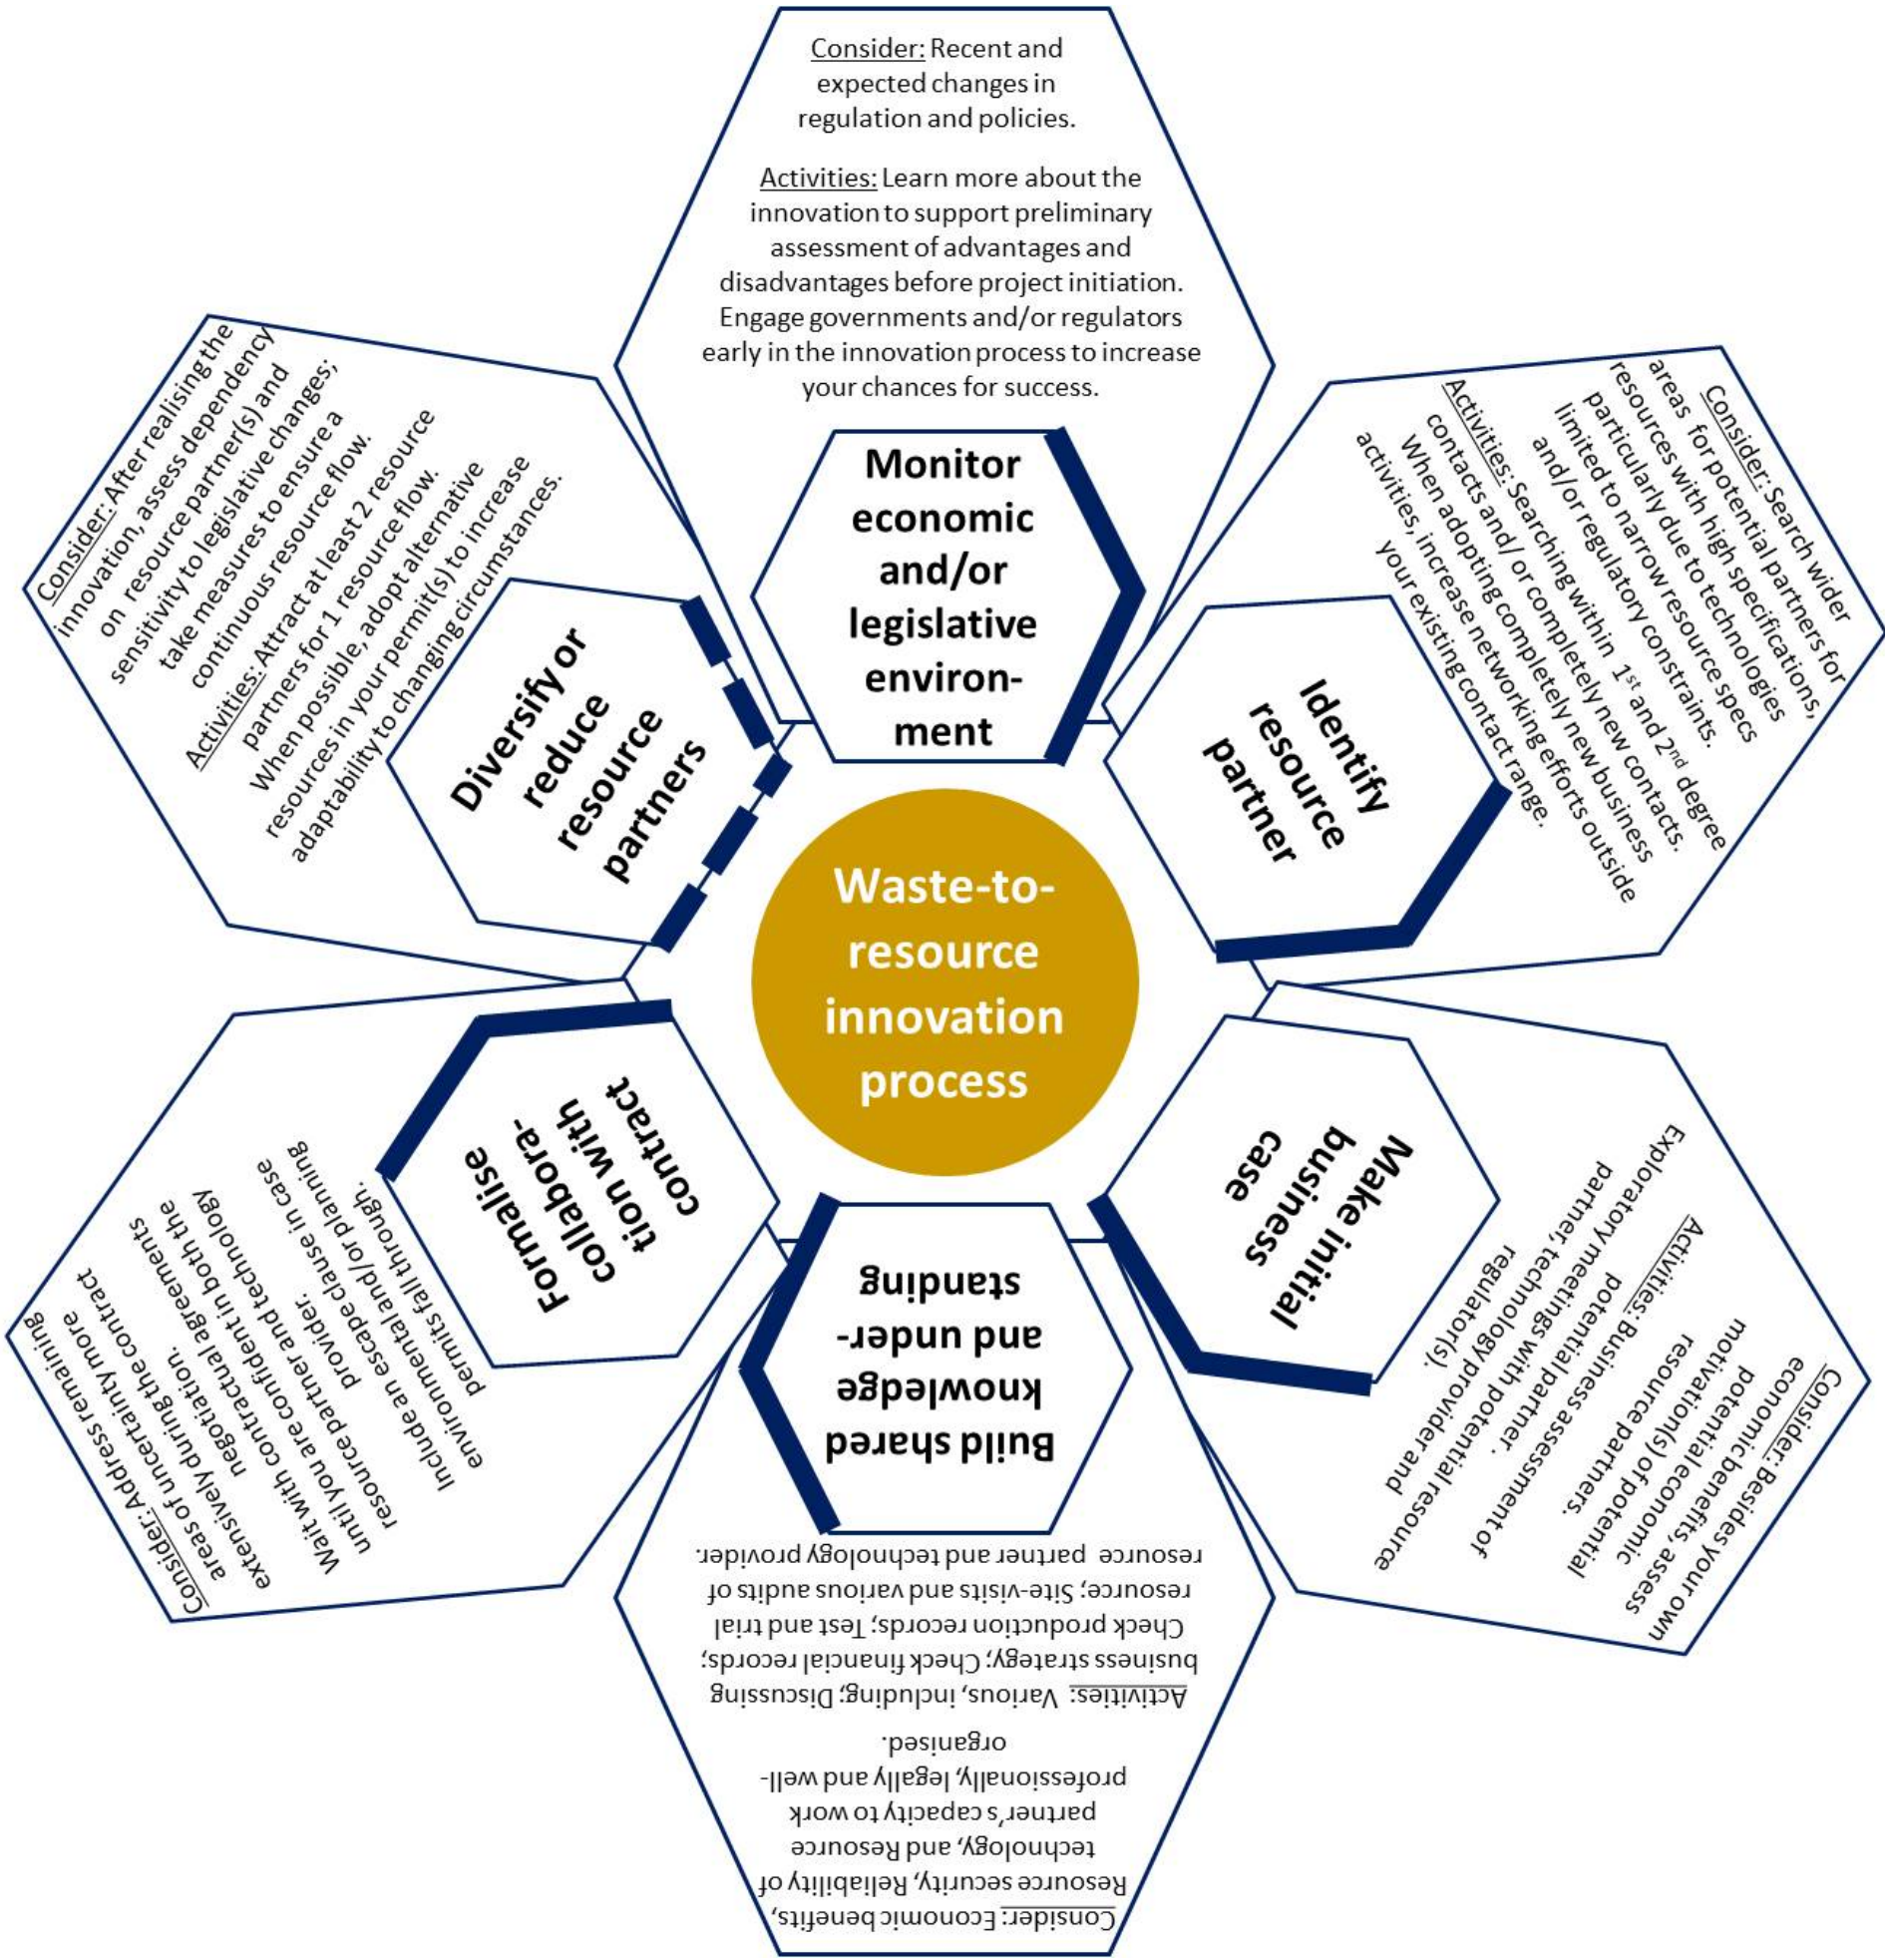 Waste-to-
resource
innovation
process
Monitor
economic
and/or
legislative
environ-
ment
Consider: Recent and
expected changes in
regulation and policies.
Activities: Learn more about the
innovation to support preliminary
assessment of advantages and
disadvantages before project initiation.
Engage governments and/or regulators
early in the innovation process to increase
your chances for success.
Identify
resource
partner
Consider: Search wider
areas for potential partners for
resources with high specifications,
particularly due to technologies
limited to narrow resource specs
and/or regulatory constraints.
Activities: Searching within 1st and 2nd degree
contacts and/ or completely new contacts.
When adopting completely new business
activities, increase networking efforts outside
your existing contact range.
Make initial
business
case
Consider: Besides your own
economic benefits, assess
potential economic
motivation(s) of potential
resource partners.
Activities: Business assessment of
potential partner.
Exploratory meetings with potential resource
partner, technology provider and
regulator(s).
Build shared
knowledge
and under-
standing
Consider: Economic benefits,
Resource security, Reliability of
technology, and Resource
partner's capacity to work
professionally, legally and well-
organised.
Activities: Various, including; Discussing
business strategy; Check financial records;
Check production records; Test and trial
resource; Site-visits and various audits of
resource partner and technology provider.
Formalise
collabora-
tion with
contract
Consider: Address remaining
areas of uncertainty more
extensively during the contract
negotiation.
Wait with contractual agreements
until you are confident in both the
resource partner and technology
provider.
Include an escape clause in case
environmental and/or planning
permits fall through.
Diversify or
reduce
resource
partners
Consider: After realising the
innovation, assess dependency
on resource partner(s) and
sensitivity to legislative changes;
take measures to ensure a
continuous resource flow.
Activities: Attract at least 2 resource
partners for 1 resource flow.
When possible, adopt alternative
resources in your permit(s) to increase
adaptability to changing circumstances.